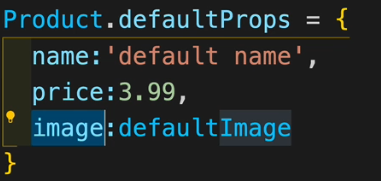 Product.defaultProps = {
name:'default name',
price:3.99,
image:defaultImage
}